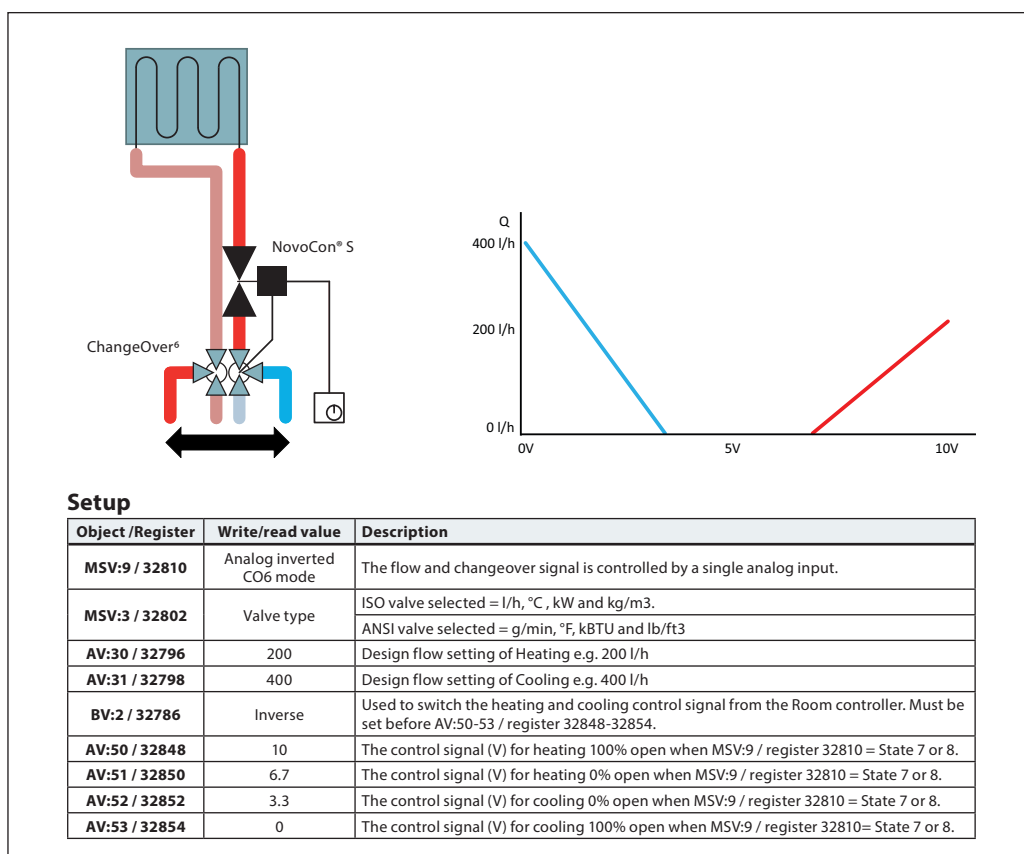 NovoCon® S
ChangeOver⁶
Q
400 l/h
200 l/h
0 l/h
0V
5V
10V
Setup
Object /Register
Write/read value
Description
MSV:9 / 32810
Analog inverted
CO6 mode
The flow and changeover signal is controlled by a single analog input.
MSV:3 / 32802
Valve type
ISO valve selected = l/h, °C , kW and kg/m3.
ANSI valve selected = g/min, °F, kBTU and lb/ft3
AV:30 / 32796
200
Design flow setting of Heating e.g. 200 l/h
AV:31 / 32798
400
Design flow setting of Cooling e.g. 400 l/h
BV:2 / 32786
Inverse
Used to switch the heating and cooling control signal from the Room controller. Must be
set before AV:50-53 / register 32848-32854.
AV:50 / 32848
10
The control signal (V) for heating 100% open when MSV:9 / register 32810 = State 7 or 8.
AV:51 / 32850
6.7
The control signal (V) for heating 0% open when MSV:9 / register 32810 = State 7 or 8.
AV:52 / 32852
3.3
The control signal (V) for cooling 0% open when MSV:9 / register 32810 = State 7 or 8.
AV:53 / 32854
0
The control signal (V) for cooling 100% open when MSV:9 / register 32810= State 7 or 8.